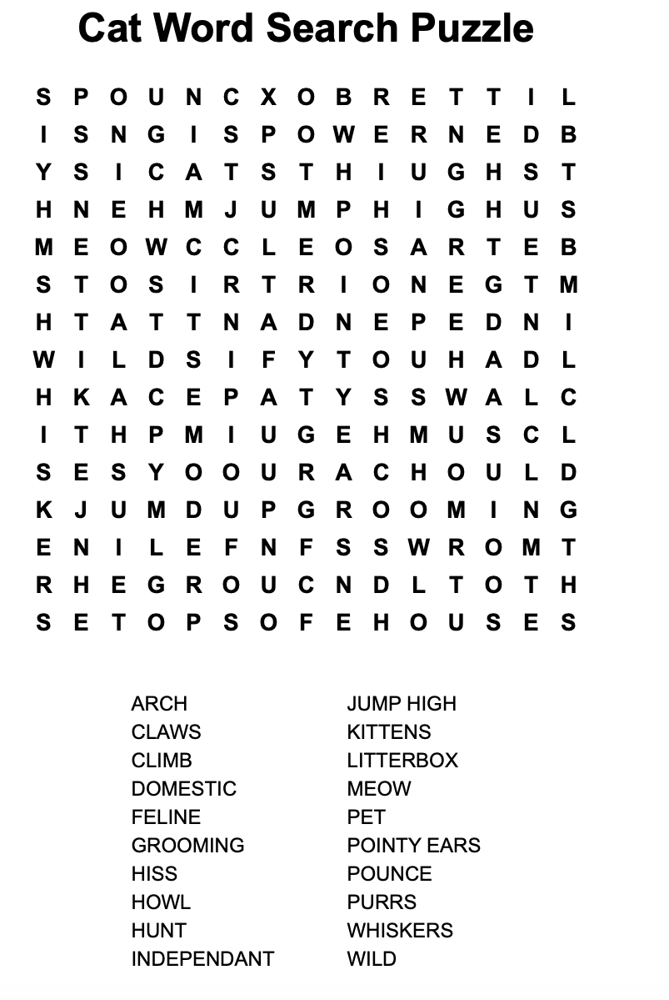 Cat Word Search Puzzle
S P O U N C X O B R E T T I L
I S N G I S P O W E R N E D B
Y S I C A T S T H I U G H S T
H N E H M J U M P H I G H U S
M E O W C C L E O S A R T E B
S T O S I R T R I O N E G T M
H T A T T N A D N E P E D N I
W I L D S I F Y T O U H A D L
H K A C E P A T Y S S W A L C
I T H P M I U G E H M U S C L
S E S Y O O U R A C H O U L D
K J U M D U P G R O O M I N G
E N I L E F N F S S W R O M T
R H E G R O U C N D L T O T H
S E T O P S O F E H O U S E S
ARCH
CLAWS
CLIMB
DOMESTIC
FELINE
GROOMING
HISS
HOWL
HUNT
INDEPENDANT
JUMP HIGH
KITTENS
LITTERBOX
MEOW
PET
POINTY EARS
POUNCE
PURRS
WHISKERS
WILD